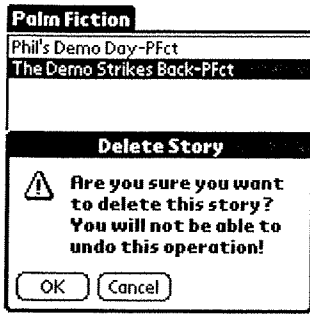 Palm Fiction
Phil's Demo Day-PFct
The Demo Strikes Back-PFct
Delete Story
Are you sure you want
to delete this story?
You will not be able to
undo this operation!
OK Cancel